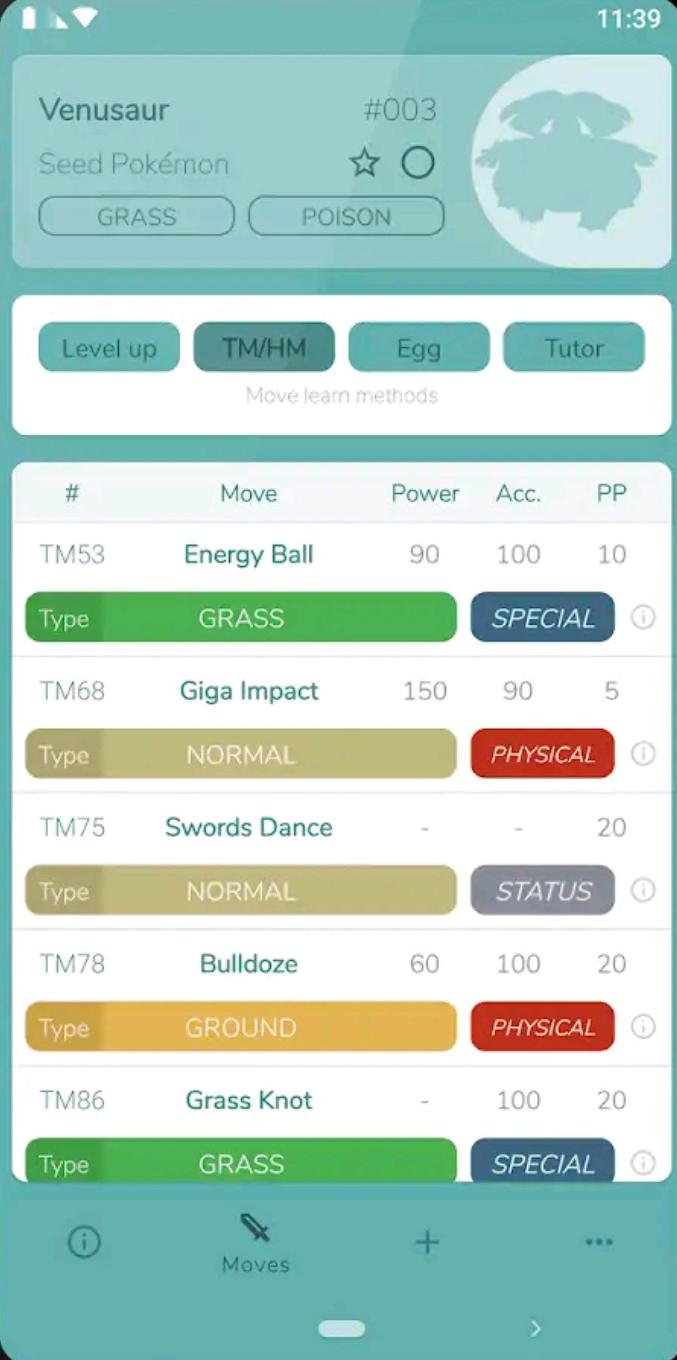 11:39
Venusaur #003
Seed Pokémon
GRASS POISON
Level up TM/HM Egg Tutor
Move learn methods
# Move Power Acc. PP
TM53 Energy Ball 90 100 10
Type GRASS SPECIAL
TM68 Giga Impact 150 90 5
Type NORMAL PHYSICAL
TM75 Swords Dance - - 20
Type NORMAL STATUS
TM78 Bulldoze 60 100 20
Type GROUND PHYSICAL
TM86 Grass Knot - 100 20
Type GRASS SPECIAL
Moves